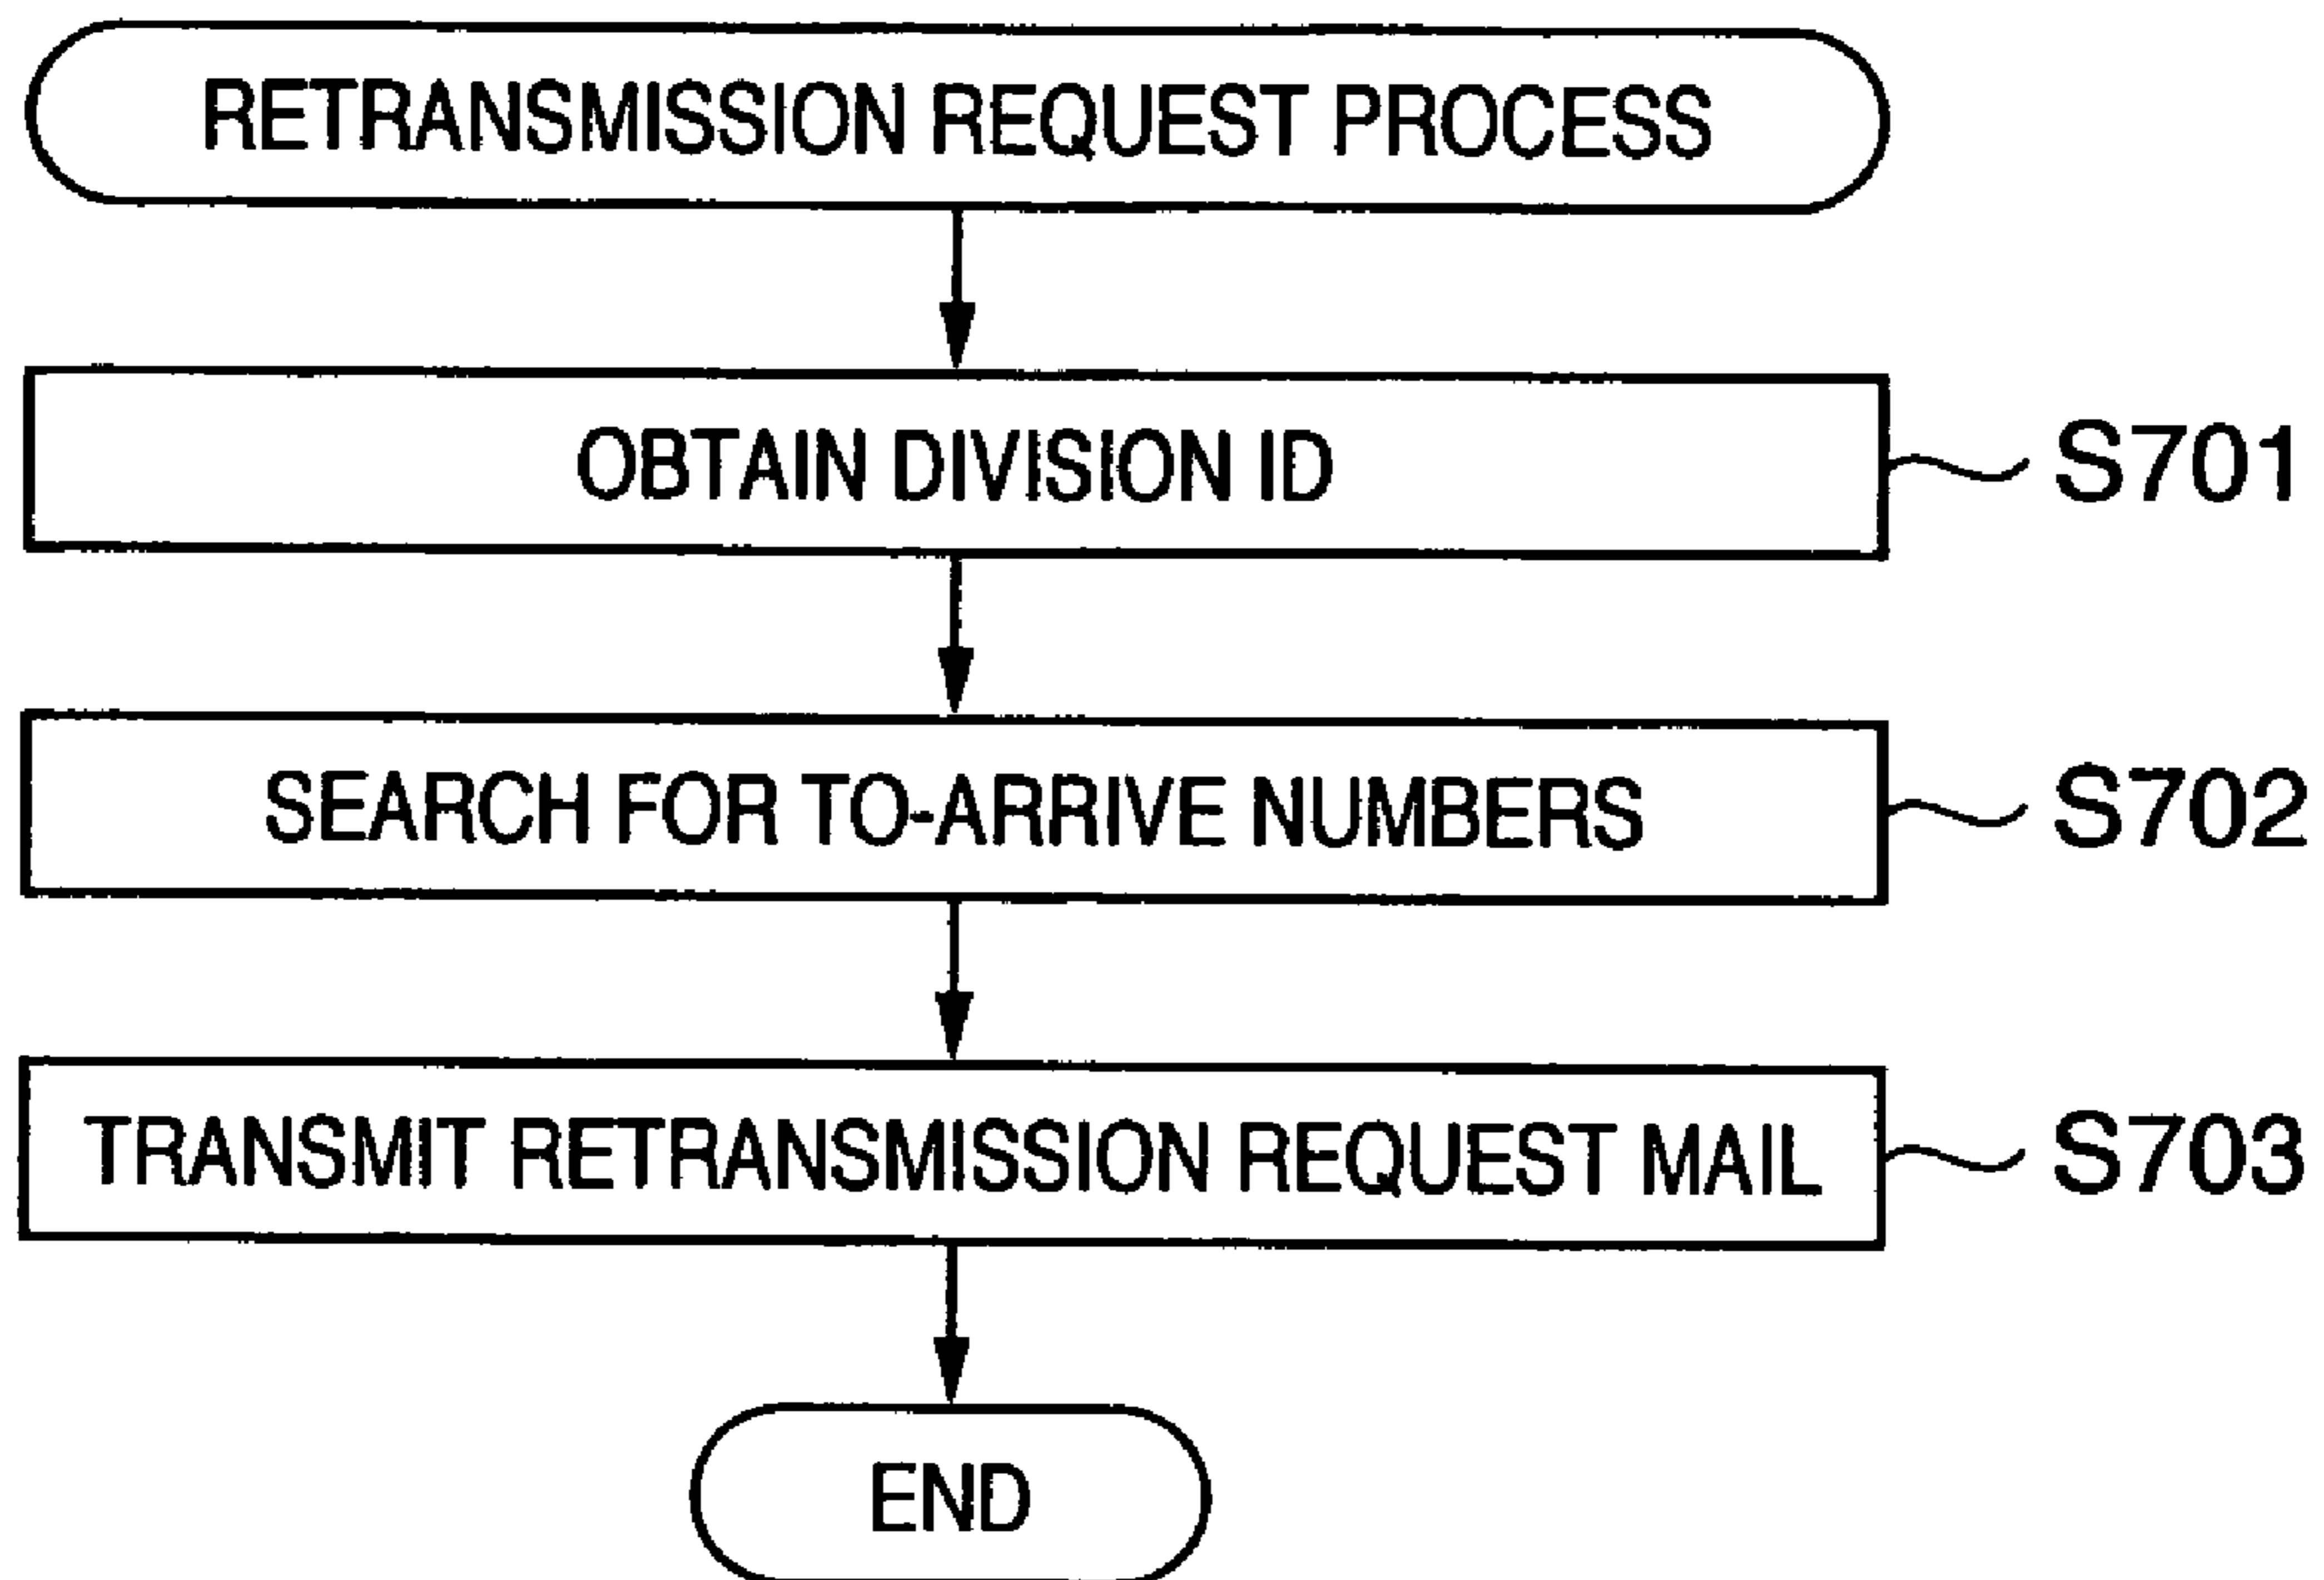 RETRANSMISSION REQUEST PROCESS
OBTAIN DIVISION ID
S701
SEARCH FOR TO-ARRIVE NUMBERS
S702
TRANSMIT RETRANSMISSION REQUEST MAIL
S703
END